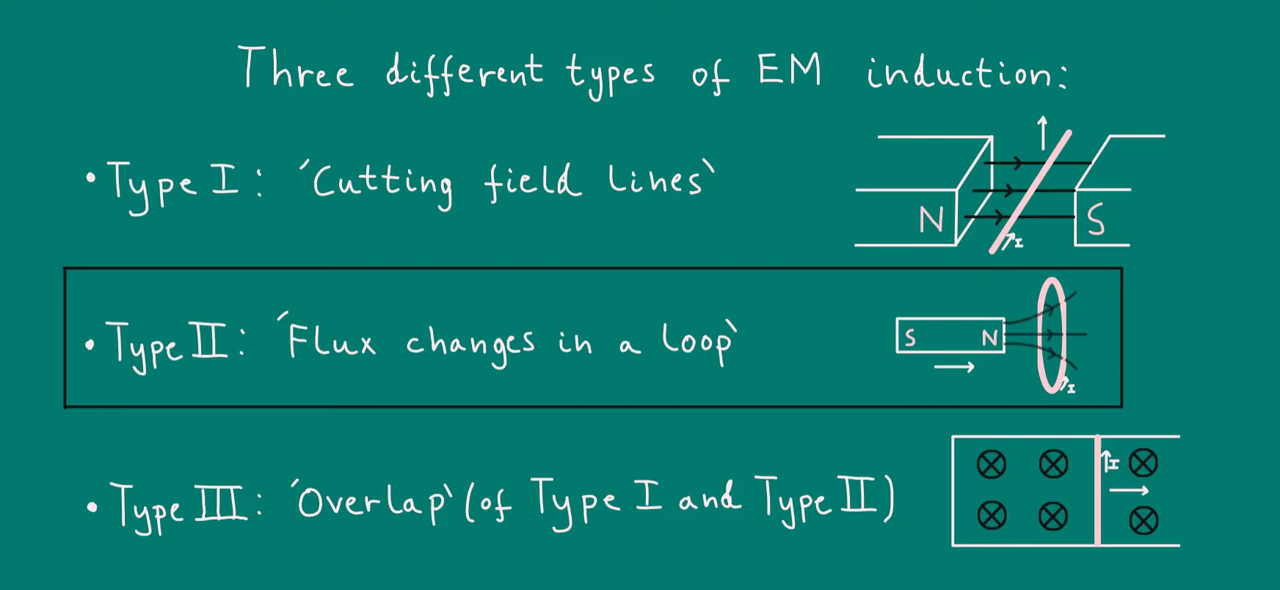 Three different types of EM induction:
• Type I: ´Cutting field lines`
N S
I
• Type II: ´Flux changes in a loop`
S N
I
• Type III: ´Overlap` (of Type I and Type II)
I